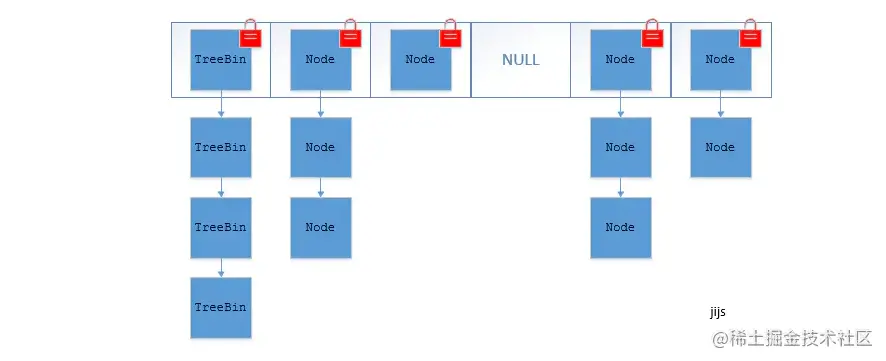 TreeBin Node Node NULL Node Node
TreeBin Node Node Node
TreeBin Node Node
TreeBin
jijs
@稀土掘金技术社区